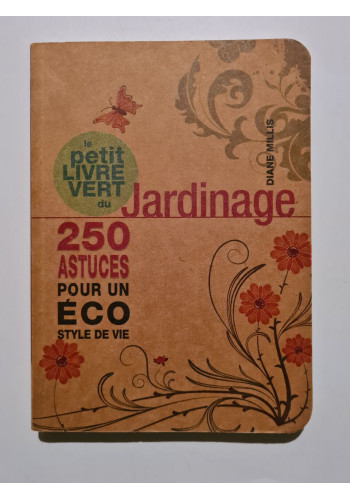 le
petit
LIVRE
VERT
du
Jardinage
DIANE MILLIS
250
ASTUCES
POUR UN
ÉCO
STYLE DE VIE